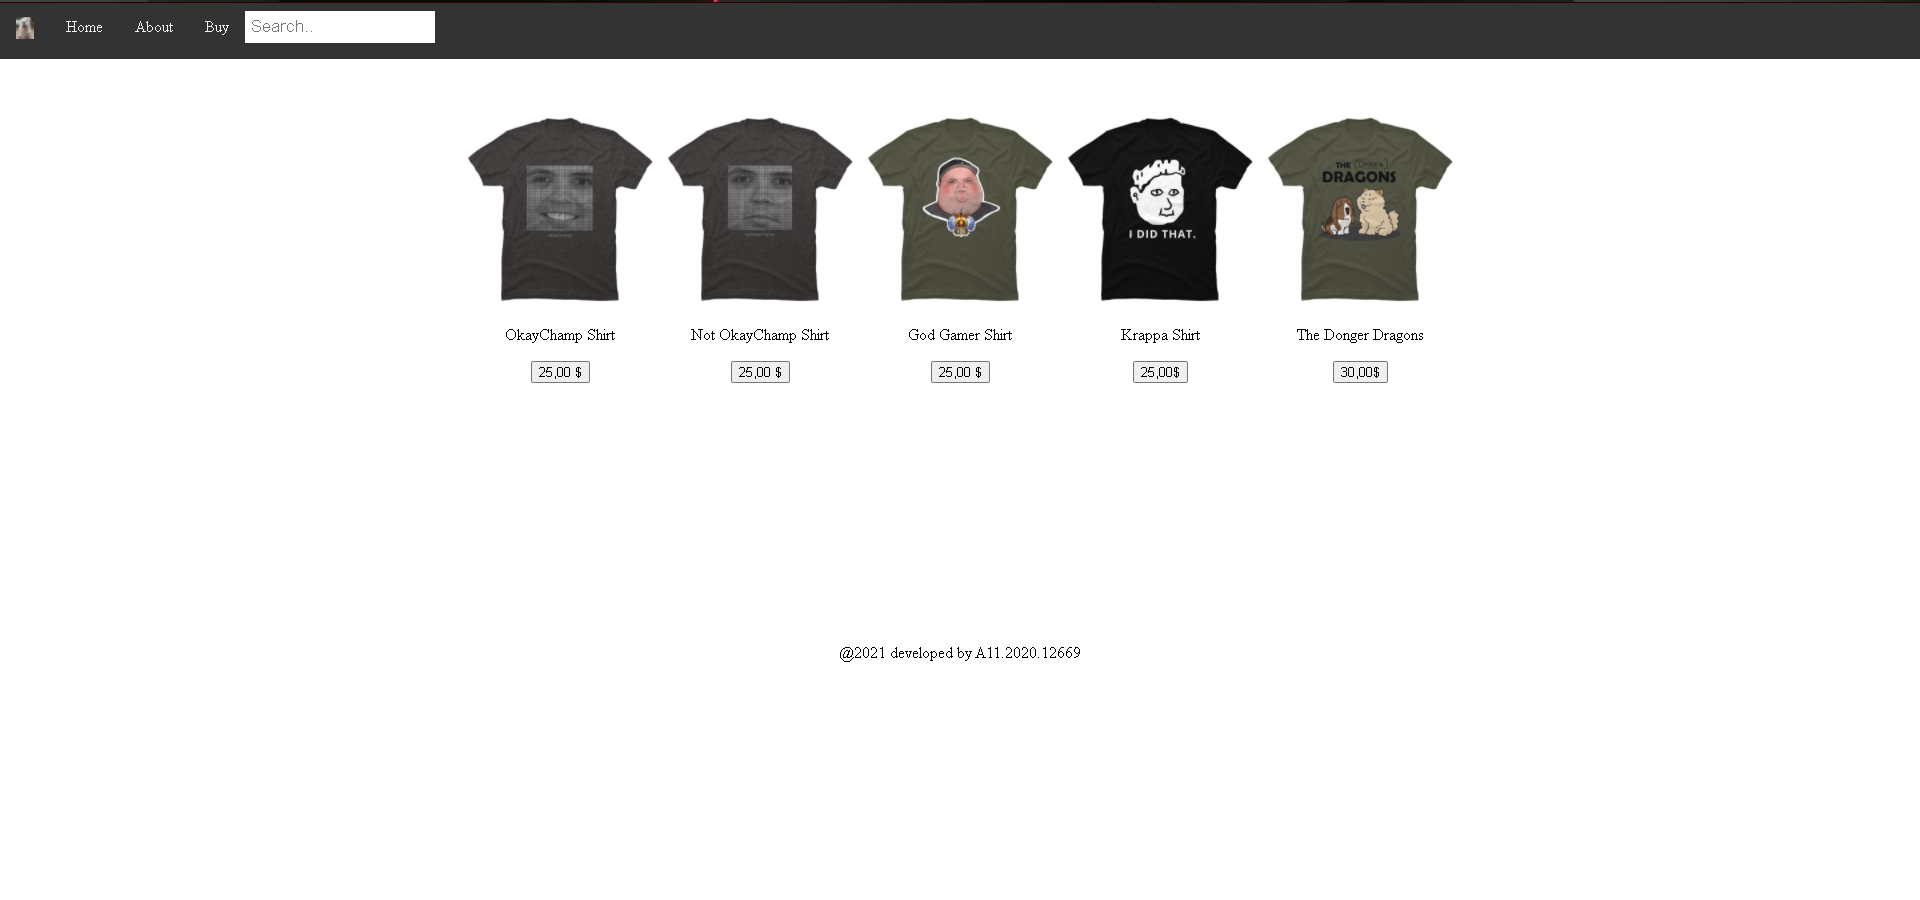 Home About Buy Search..
I DID THAT.
THE
DRAGONS
OkayChamp Shirt Not OkayChamp Shirt God Gamer Shirt Krappa Shirt The Donger Dragons
25,00 $ 25,00 $ 25,00 $ 25,00$ 30,00$
@2021 developed by A11.2020.12669